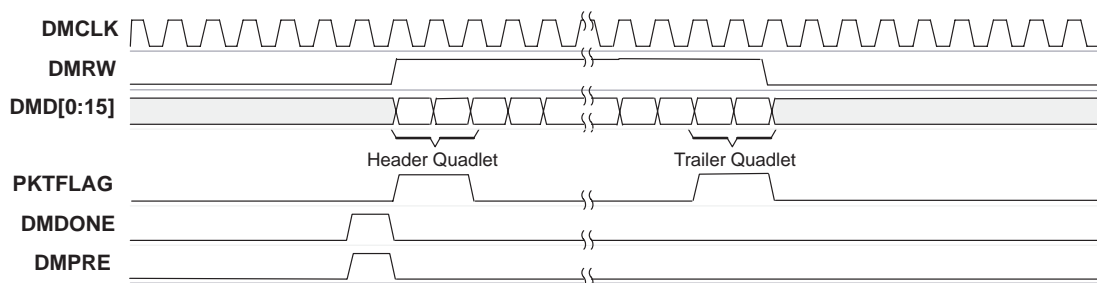 DMCLK
DMRW
DMD[0:15]
Header Quadlet Trailer Quadlet
PKTFLAG
DMDONE
DMPRE